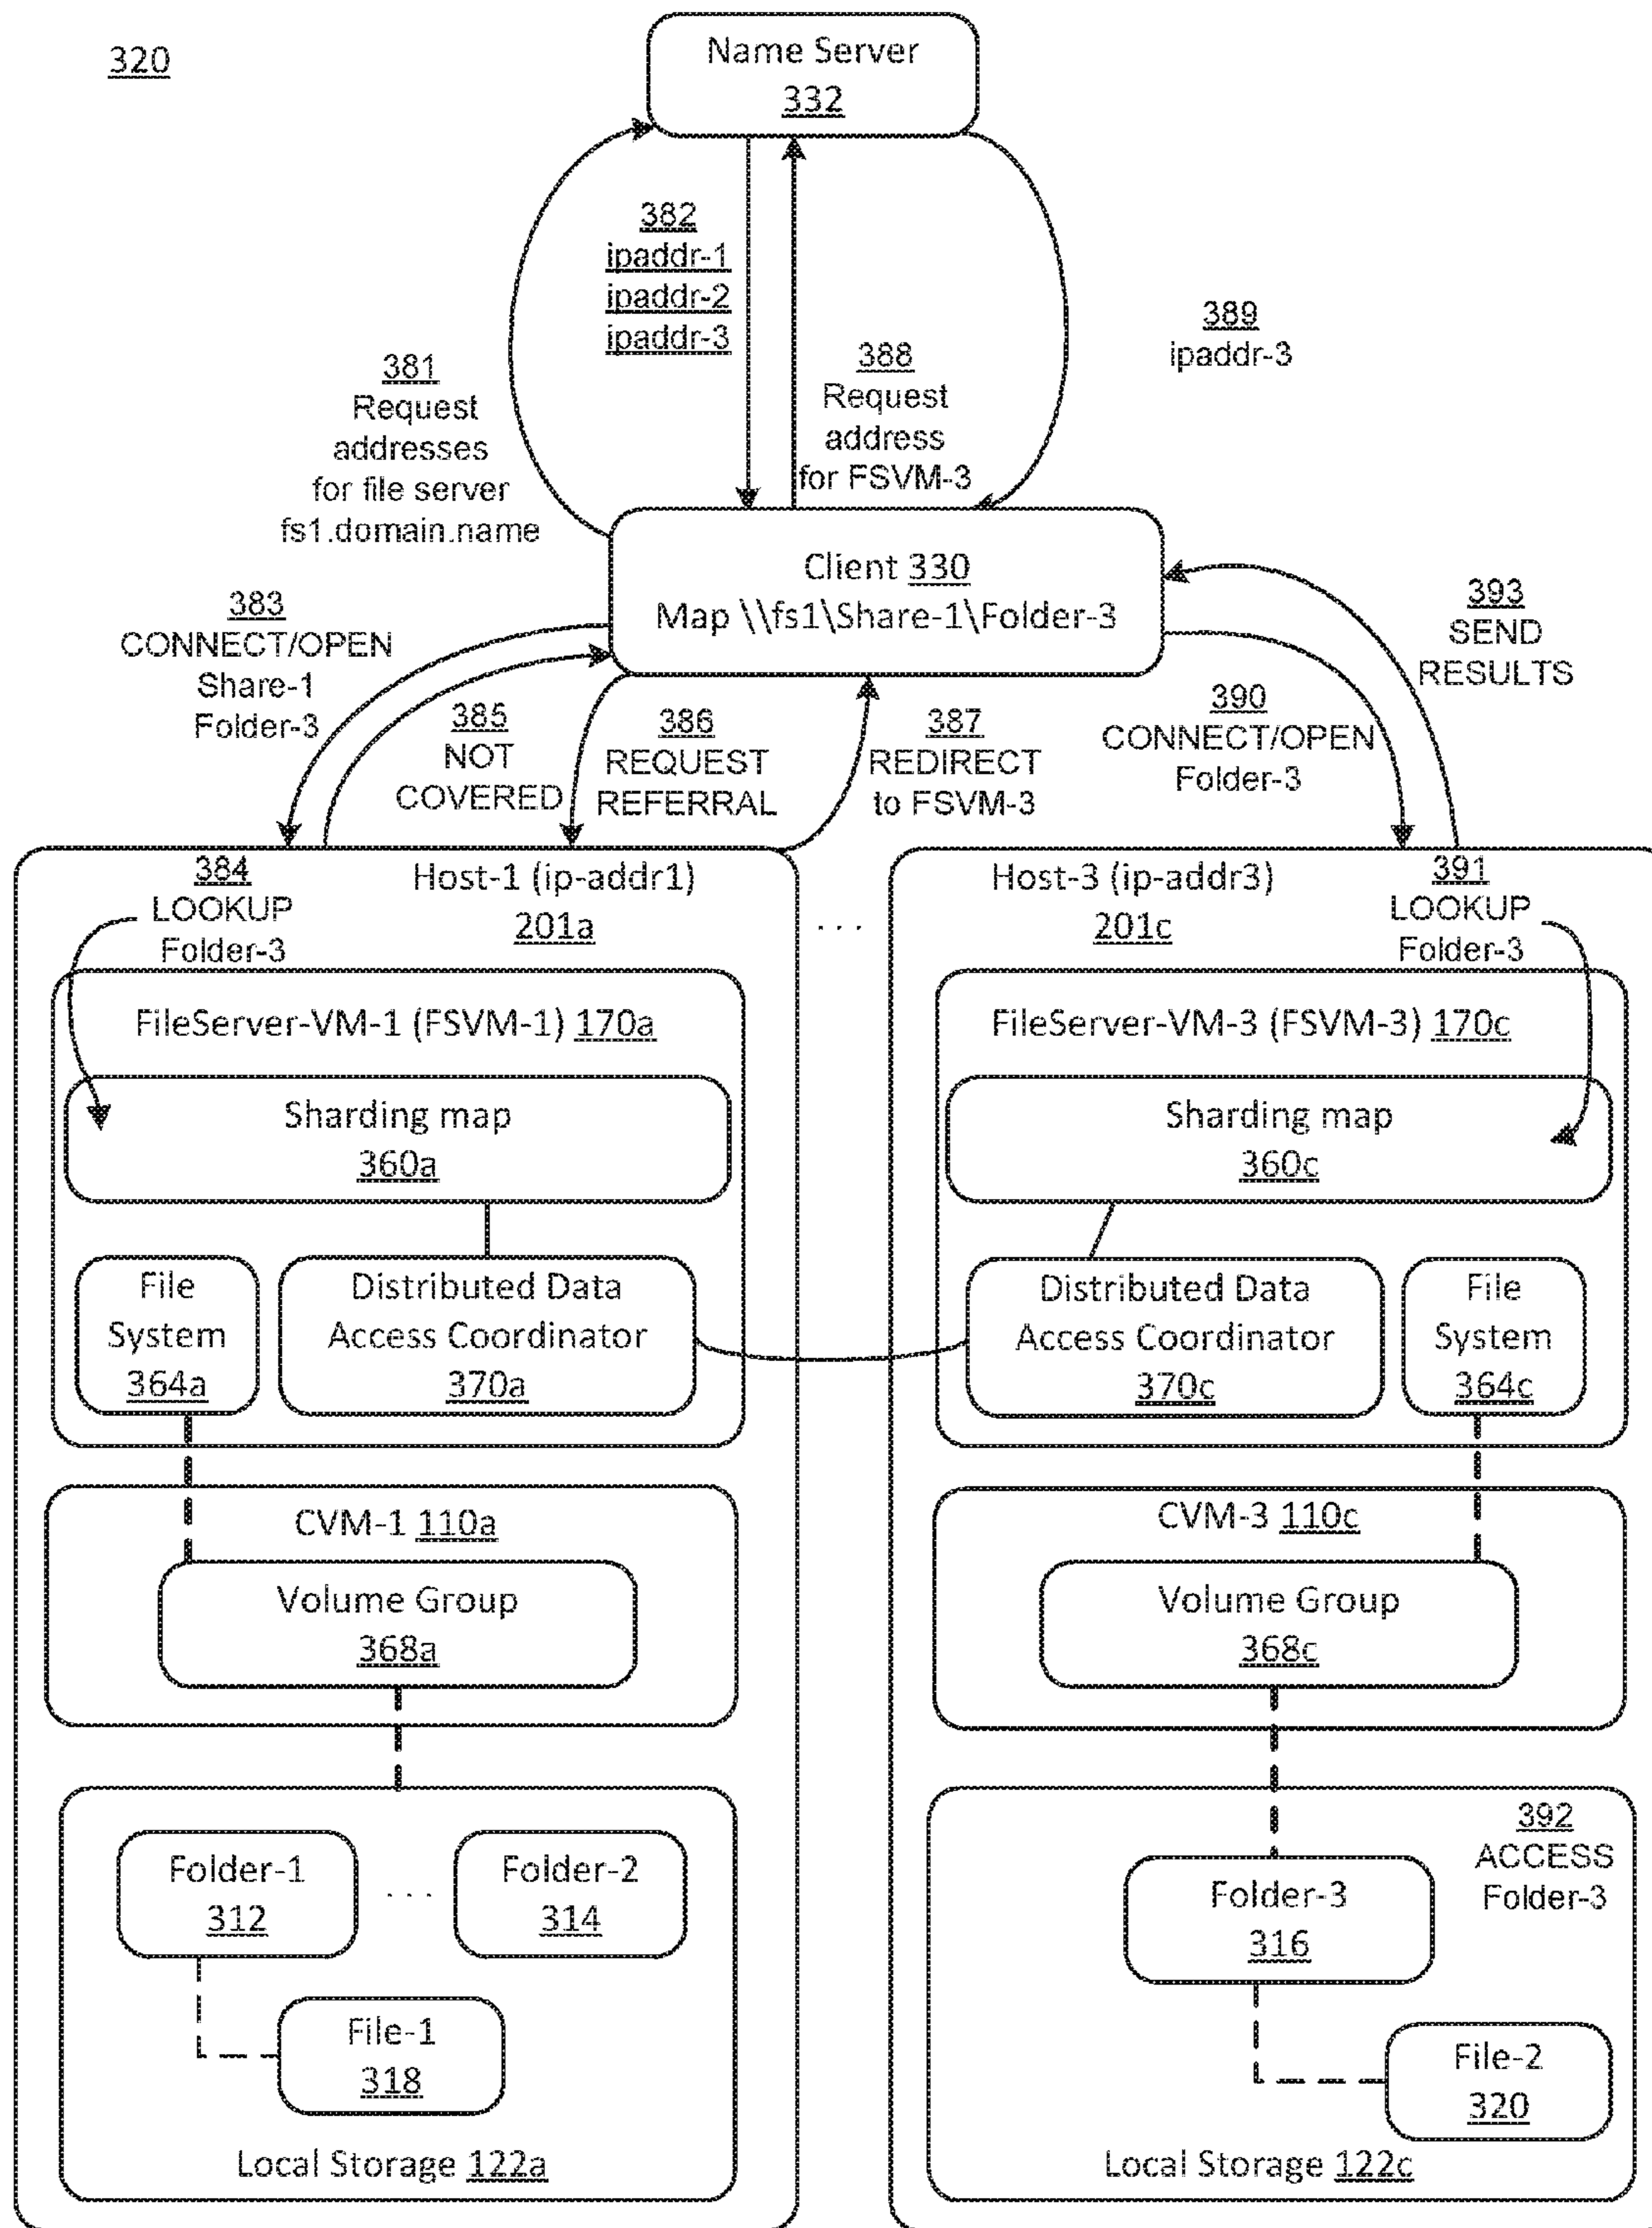 320
Name Server
332
382
ipaddr-1
ipaddr-2
ipaddr-3
389
ipaddr-3
381
Request
addresses
for file server
fs1.domain.name
388
Request
address
for FSVM-3
Client 330
Map \\fs1\Share-1\Folder-3
383
CONNECT/OPEN
Share-1
Folder-3
385
NOT
COVERED
386
REQUEST
REFERRAL
387
REDIRECT
to FSVM-3
390
CONNECT/OPEN
Folder-3
393
SEND
RESULTS
384
LOOKUP
Folder-3
Host-1 (ip-addr1)
201a
. . .
Host-3 (ip-addr3)
201c
391
LOOKUP
Folder-3
FileServer-VM-1 (FSVM-1) 170a
Sharding map
360a
File
System
364a
Distributed Data
Access Coordinator
370a
CVM-1 110a
Volume Group
368a
Folder-1
312
. . .
Folder-2
314
File-1
318
Local Storage 122a
FileServer-VM-3 (FSVM-3) 170c
Sharding map
360c
Distributed Data
Access Coordinator
370c
File
System
364c
CVM-3 110c
Volume Group
368c
392
ACCESS
Folder-3
Folder-3
316
File-2
320
Local Storage 122c